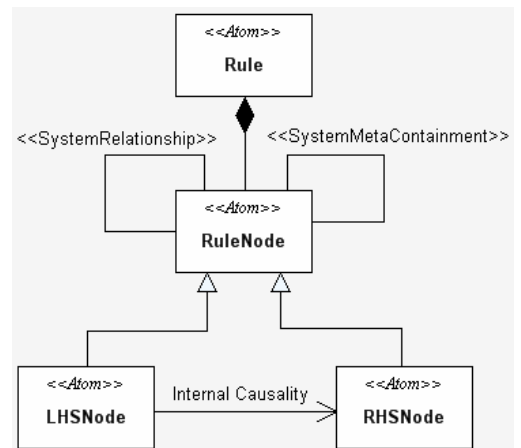 <<Atom>>
Rule
<<SystemRelationship>>
<<SystemMetaContainment>>
<<Atom>>
RuleNode
<<Atom>>
LHSNode
Internal Causality
<<Atom>>
RHSNode